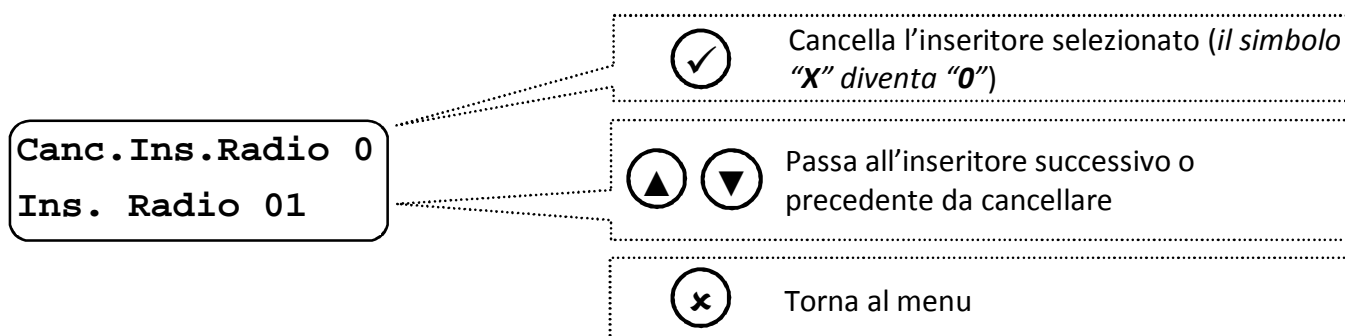 Cancella l’inseritore selezionato (il simbolo
“X” diventa “0”)
Canc.Ins.Radio 0
Ins. Radio 01
Passa all’inseritore successivo o
precedente da cancellare
Torna al menu